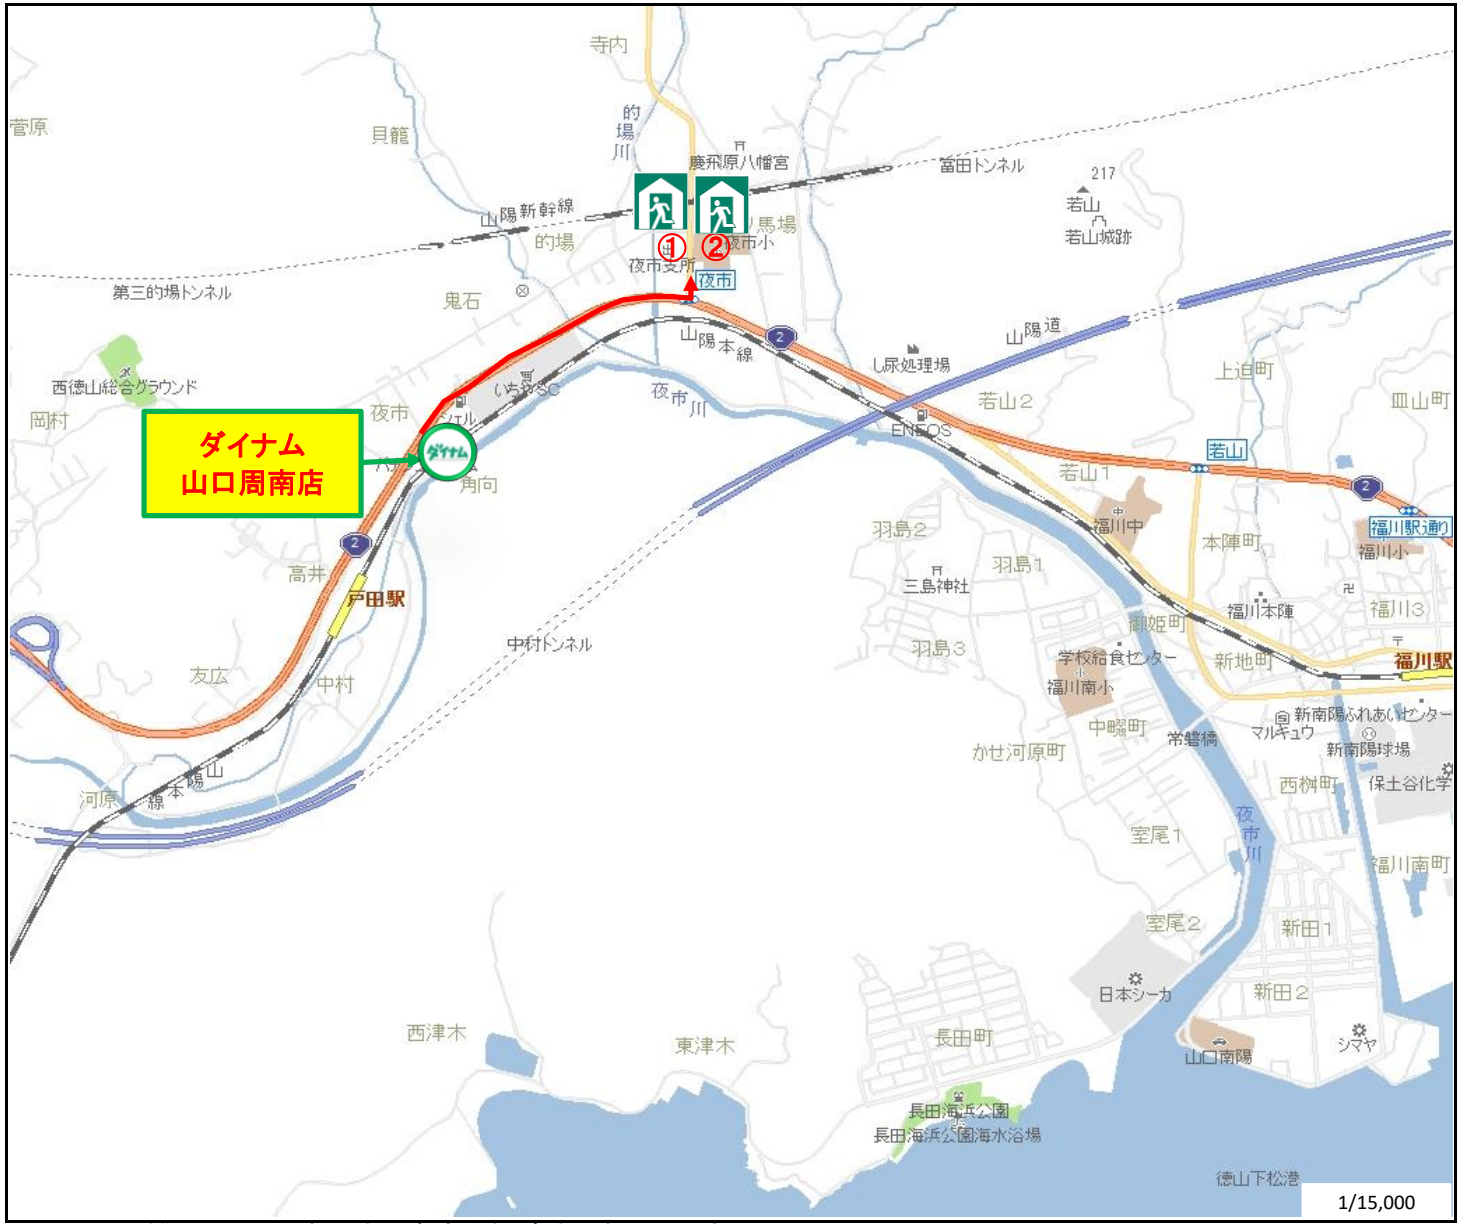 寺内
菅原
貝籠
的場川
慶飛原八幡宮
富田トンネル
217
若山
若山城跡
山陽新幹線
的場
馬場
①
②
夜市小
夜市支所
夜市
第三的場トンネル
鬼石
山陽本線
2
山陽道
し尿処理場
上迫町
西徳山総合グラウンド
岡村
夜市
シェル
いちやSC
夜市川
若山2
皿山町
ENEOS
ダイナム
山口周南店
ダイナム
角向
若山1
若山
2
福川駅通り
福川中
羽島2
本陣町
福川小
2
高井
戸田駅
羽島1
三島神社
福川本陣
福川3
御姫町
中村トンネル
羽島3
学校給食センター
新地町
福川駅
友広
中村
福川南小
中畷町
常磐橋
マルキュウ
新南陽ふれあいセンター
新南陽球場
かせ河原町
西桝町
保土谷化学
河原
山陽本線
室尾1
夜市川
福川南町
室尾2
新田1
日本シーカ
新田2
西津木
東津木
長田町
山口南陽
シマヤ
長田海浜公園
長田海浜公園海水浴場
徳山下松港
1/15,000